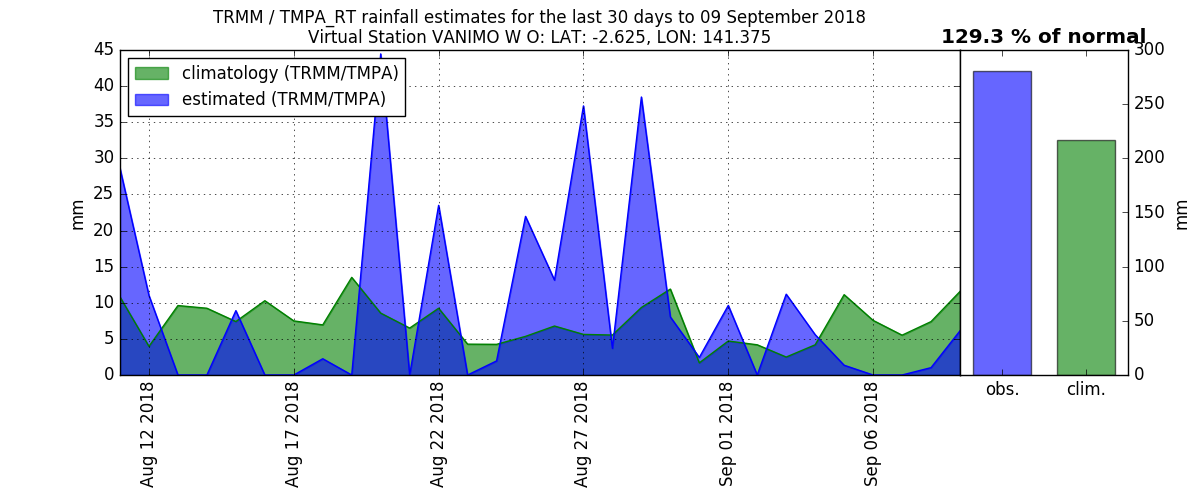 TRMM / TMPA_RT rainfall estimates for the last 30 days to 09 September 2018
Virtual Station VANIMO W O: LAT: -2.625, LON: 141.375
129.3 % of normal
climatology (TRMM/TMPA)
estimated (TRMM/TMPA)
45
40
35
30
25
20
15
10
5
0
mm
Aug 12 2018
Aug 17 2018
Aug 22 2018
Aug 27 2018
Sep 01 2018
Sep 06 2018
obs.
clim.
300
250
200
150
100
50
0
mm